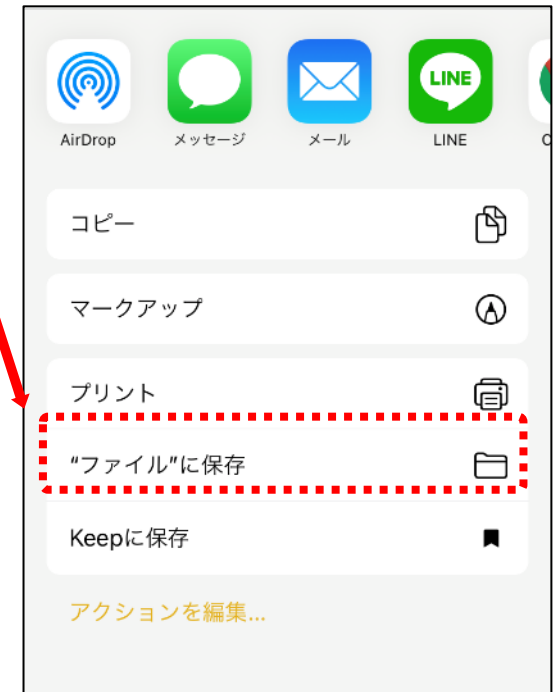 LINE
AirDrop メッセージ メール LINE
コピー
マークアップ
プリント
“ファイル”に保存
Keepに保存
アクションを編集...